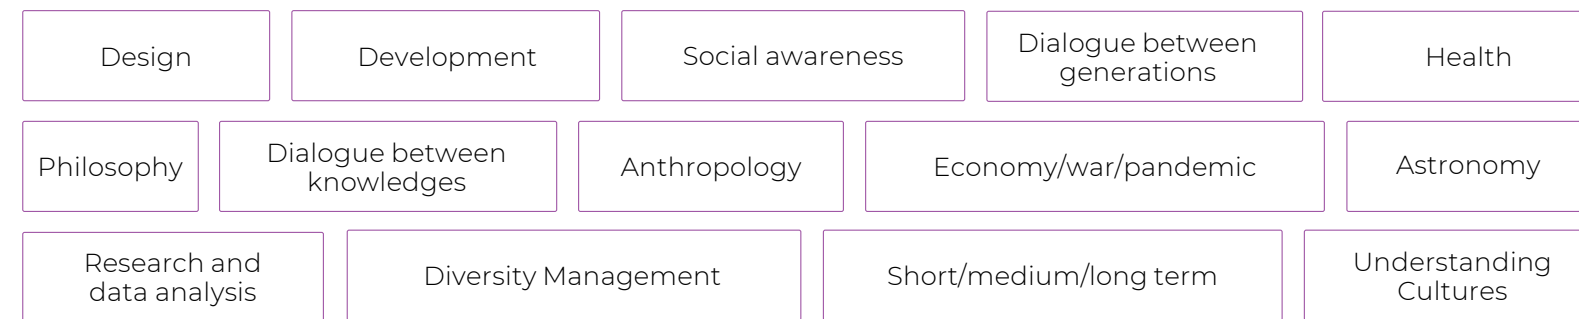 Design
Development
Social awareness
Dialogue between
generations
Health
Philosophy
Dialogue between
knowledges
Anthropology
Economy/war/pandemic
Astronomy
Research and
data analysis
Diversity Management
Short/medium/long term
Understanding
Cultures